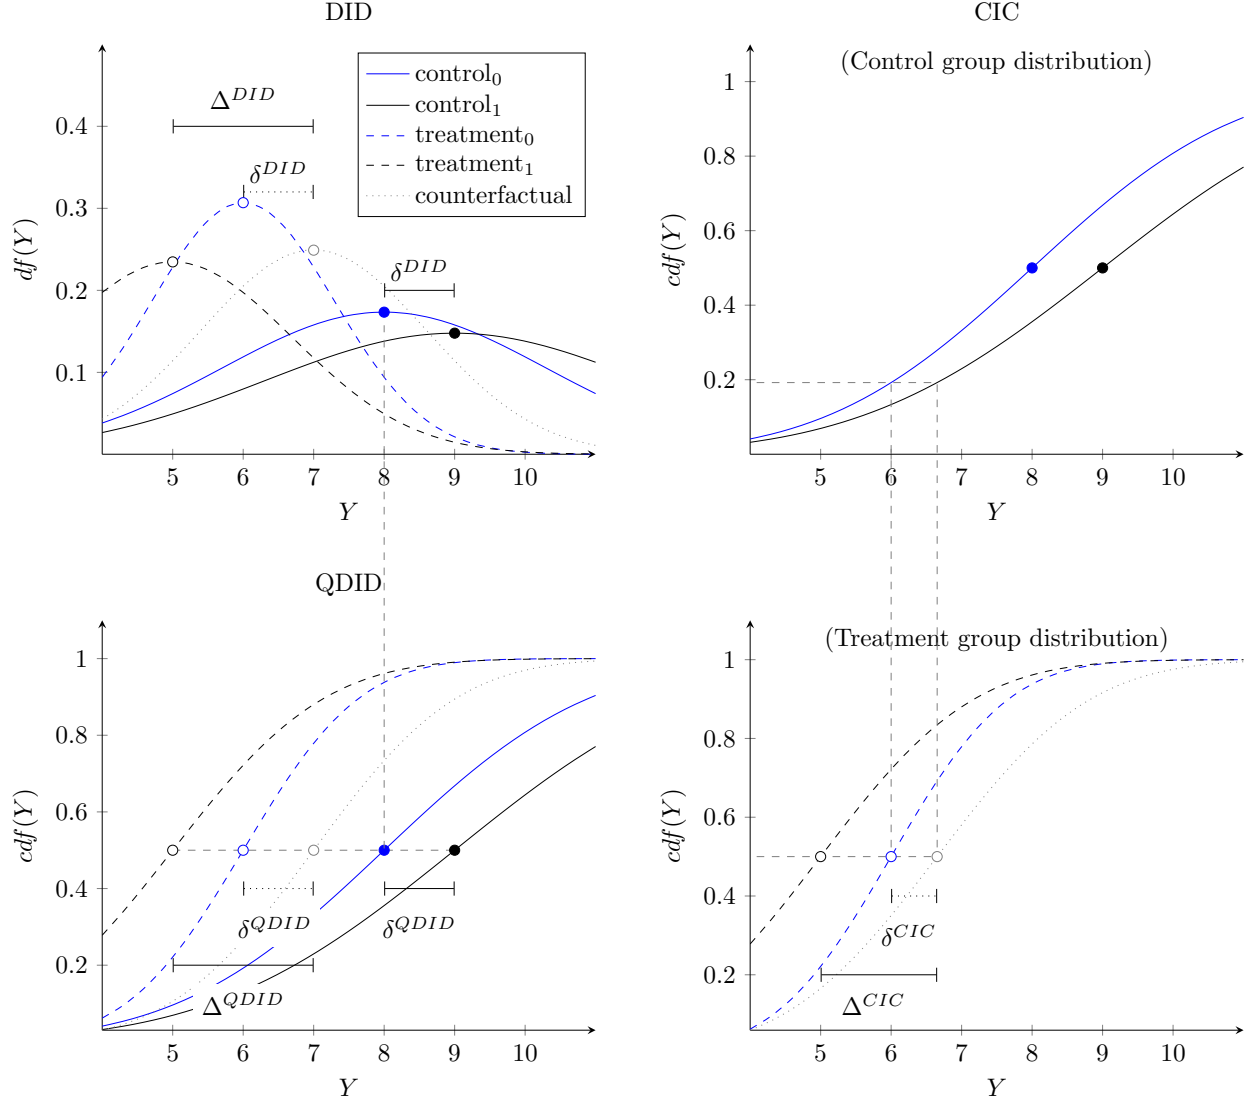 DID
Δ^{DID}
δ^{DID}
δ^{DID}
control₀
control₁
treatment₀
treatment₁
counterfactual
0.4
0.3
0.2
0.1
df(Y)
5 6 7 8 9 10
Y
CIC
(Control group distribution)
1
0.8
0.6
0.4
0.2
cdf(Y)
5 6 7 8 9 10
Y
QDID
1
0.8
0.6
0.4
0.2
cdf(Y)
δ^{QDID}
δ^{QDID}
Δ^{QDID}
5 6 7 8 9 10
Y
(Treatment group distribution)
1
0.8
0.6
0.4
0.2
cdf(Y)
δ^{CIC}
Δ^{CIC}
5 6 7 8 9 10
Y